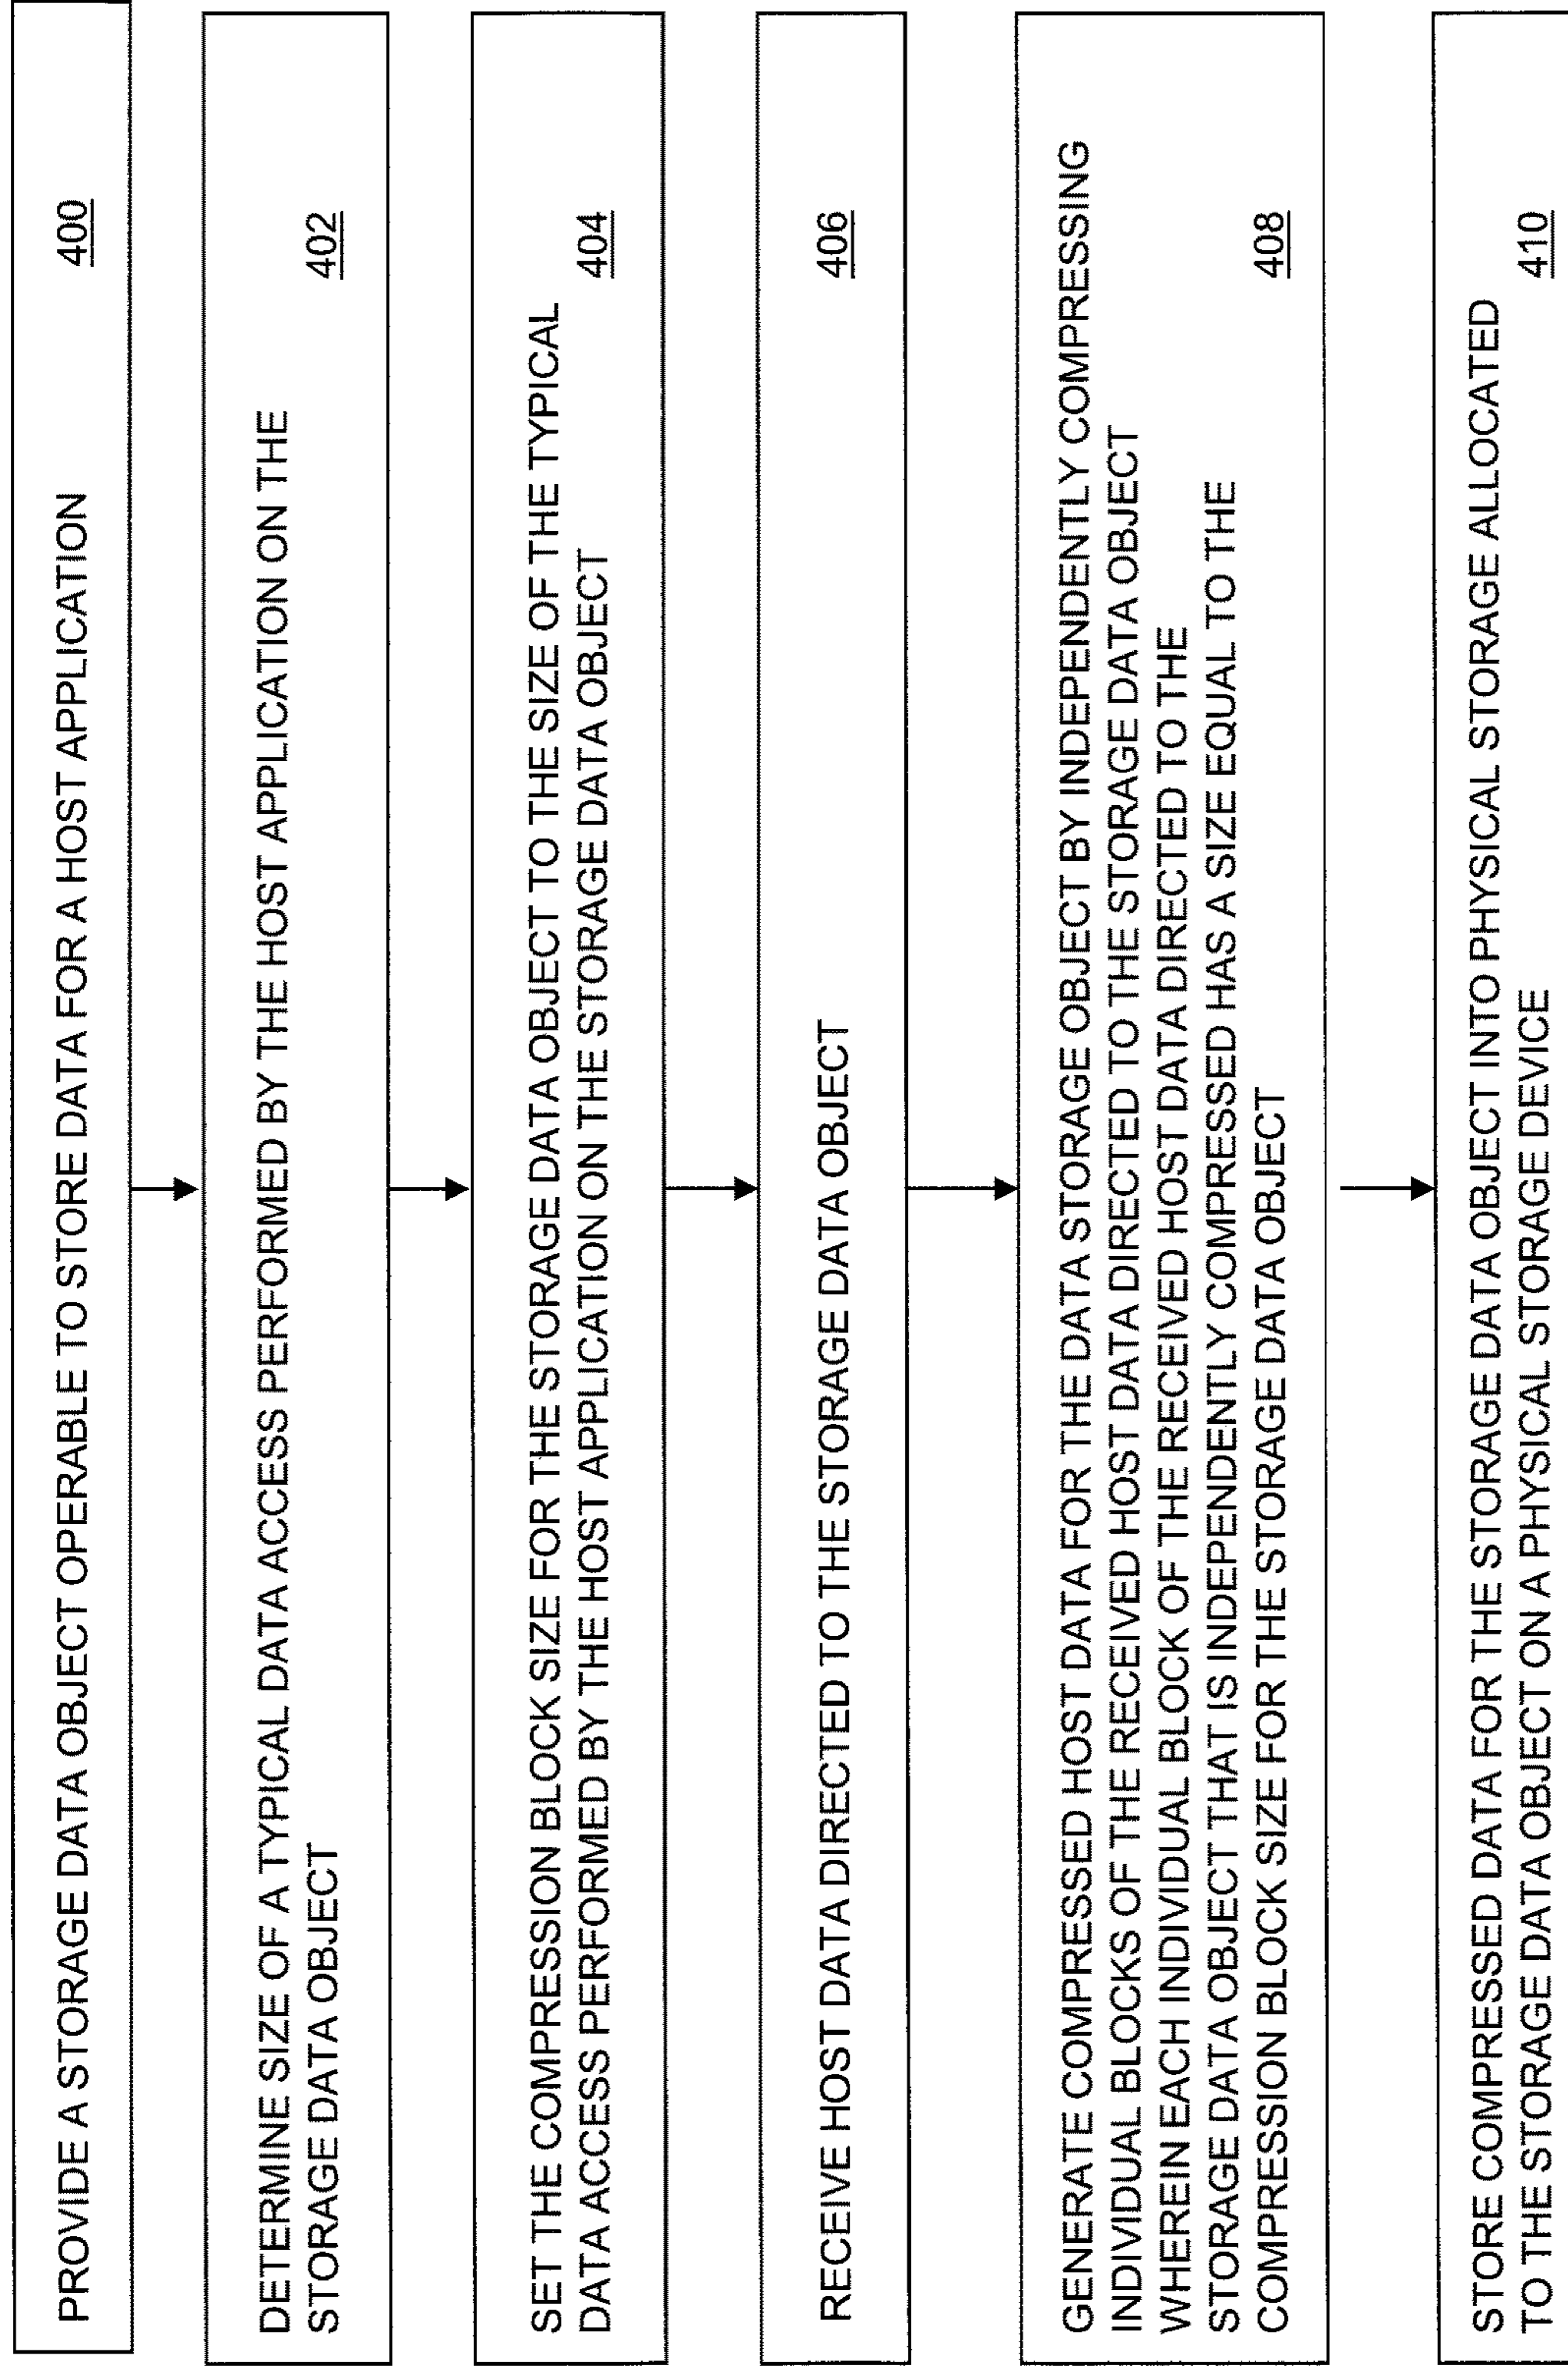 PROVIDE A STORAGE DATA OBJECT OPERABLE TO STORE DATA FOR A HOST APPLICATION
400
DETERMINE SIZE OF A TYPICAL DATA ACCESS PERFORMED BY THE HOST APPLICATION ON THE
STORAGE DATA OBJECT
402
SET THE COMPRESSION BLOCK SIZE FOR THE STORAGE DATA OBJECT TO THE SIZE OF THE TYPICAL
DATA ACCESS PERFORMED BY THE HOST APPLICATION ON THE STORAGE DATA OBJECT
404
RECEIVE HOST DATA DIRECTED TO THE STORAGE DATA OBJECT
406
GENERATE COMPRESSED HOST DATA FOR THE DATA STORAGE OBJECT BY INDEPENDENTLY COMPRESSING
INDIVIDUAL BLOCKS OF THE RECEIVED HOST DATA DIRECTED TO THE STORAGE DATA OBJECT
WHEREIN EACH INDIVIDUAL BLOCK OF THE RECEIVED HOST DATA DIRECTED TO THE
STORAGE DATA OBJECT THAT IS INDEPENDENTLY COMPRESSED HAS A SIZE EQUAL TO THE
COMPRESSION BLOCK SIZE FOR THE STORAGE DATA OBJECT
408
STORE COMPRESSED DATA FOR THE STORAGE DATA OBJECT INTO PHYSICAL STORAGE ALLOCATED
TO THE STORAGE DATA OBJECT ON A PHYSICAL STORAGE DEVICE
410